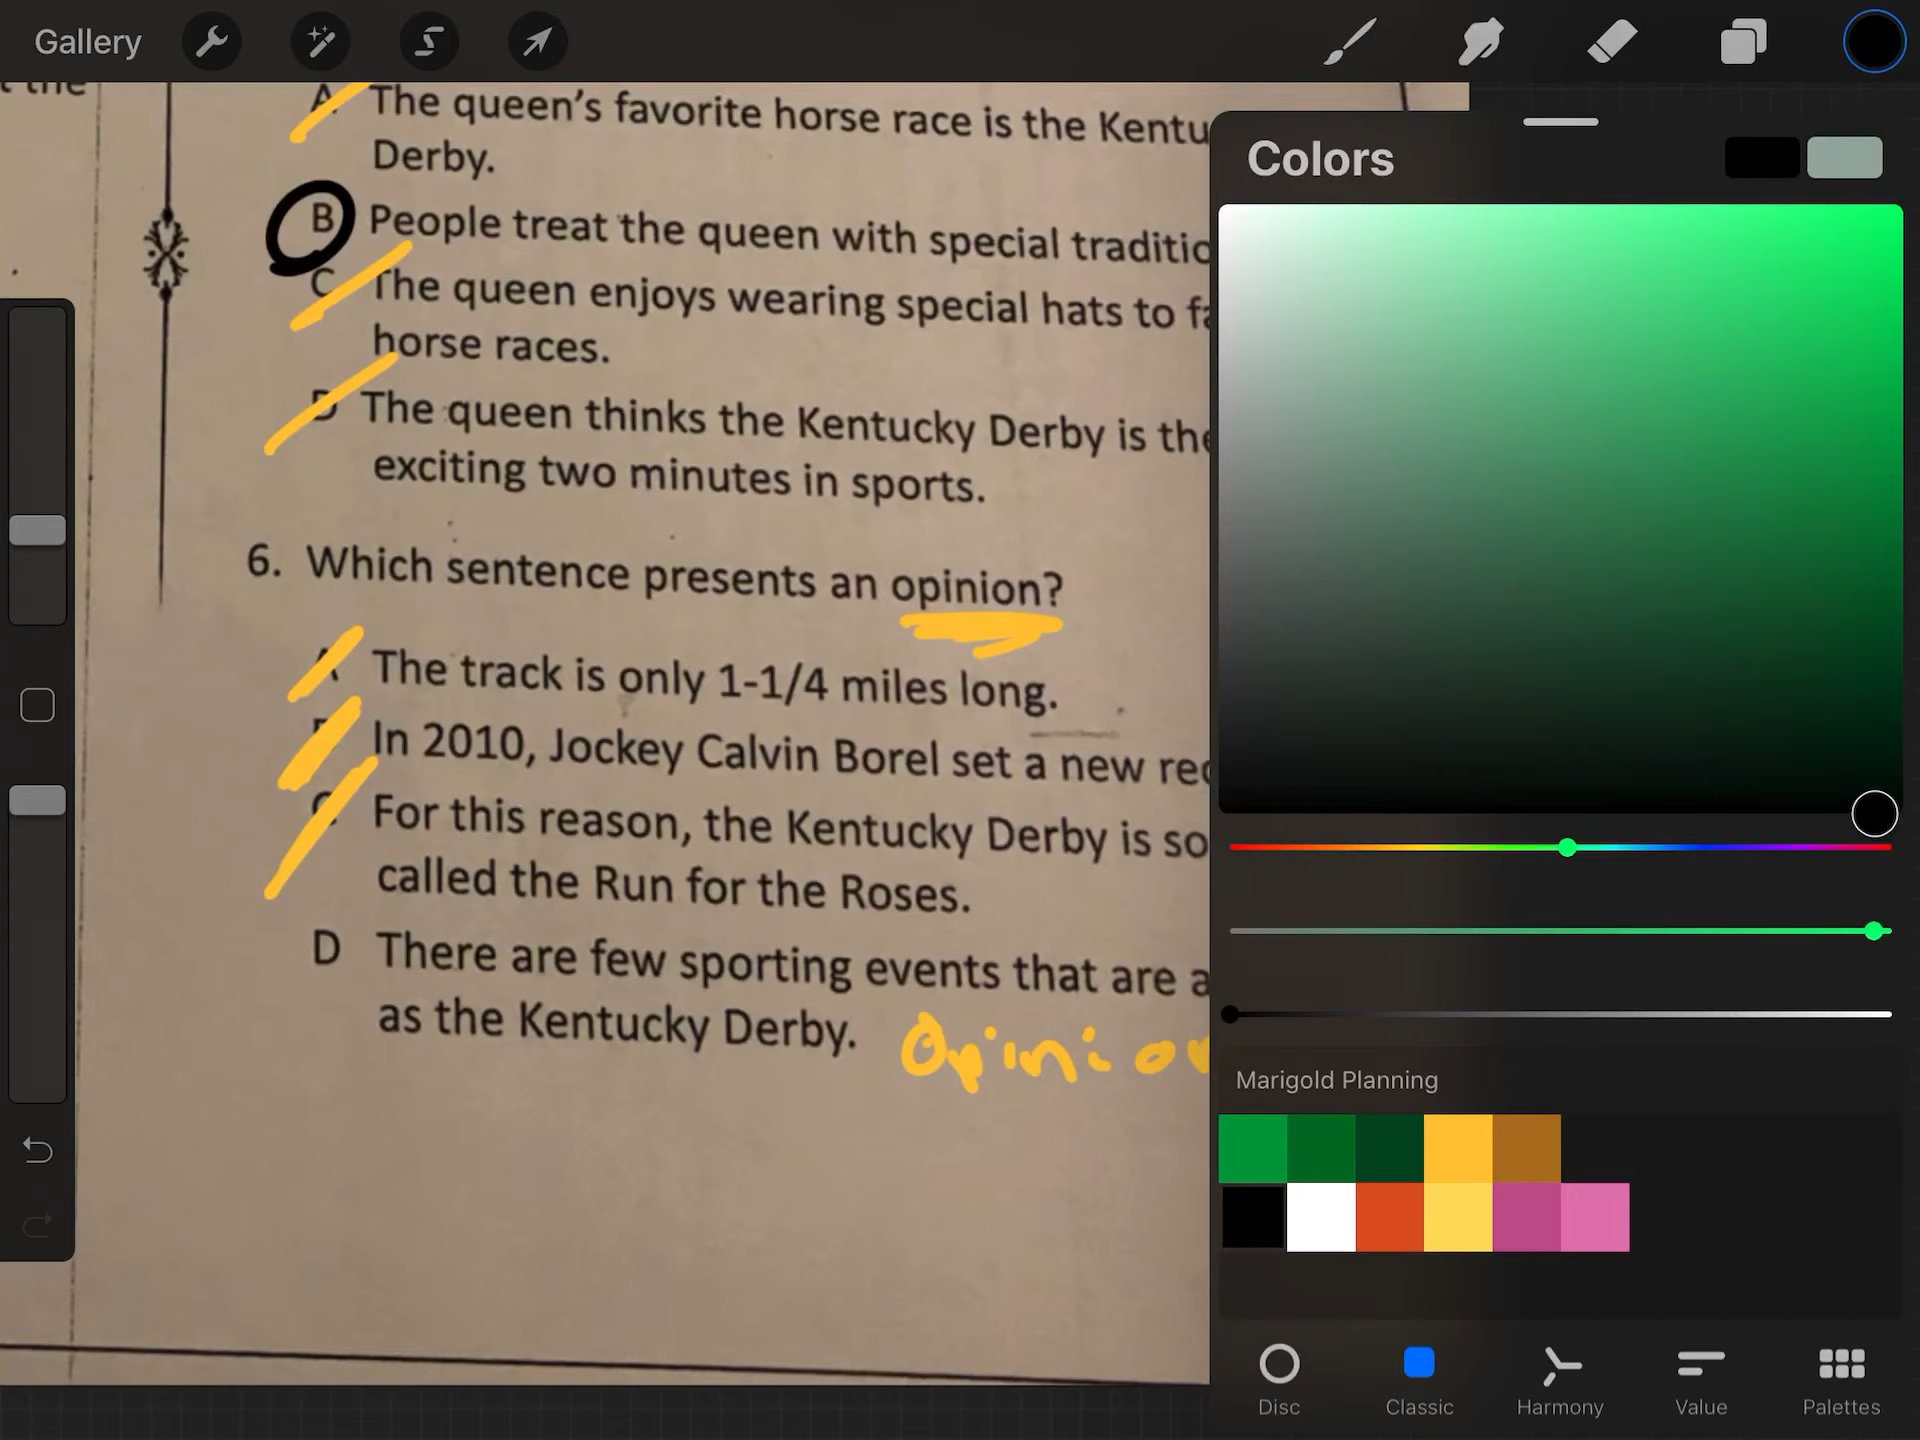 Gallery
t the
A The queen's favorite horse race is the Kentu
Derby.
B People treat the queen with special traditio
C The queen enjoys wearing special hats to fa
horse races.
D The queen thinks the Kentucky Derby is the
exciting two minutes in sports.
6. Which sentence presents an opinion?
A The track is only 1-1/4 miles long.
In 2010, Jockey Calvin Borel set a new rec
C For this reason, the Kentucky Derby is so
called the Run for the Roses.
D There are few sporting events that are a
as the Kentucky Derby.
Opinion
Colors
Marigold Planning
Disc
Classic
Harmony
Value
Palettes